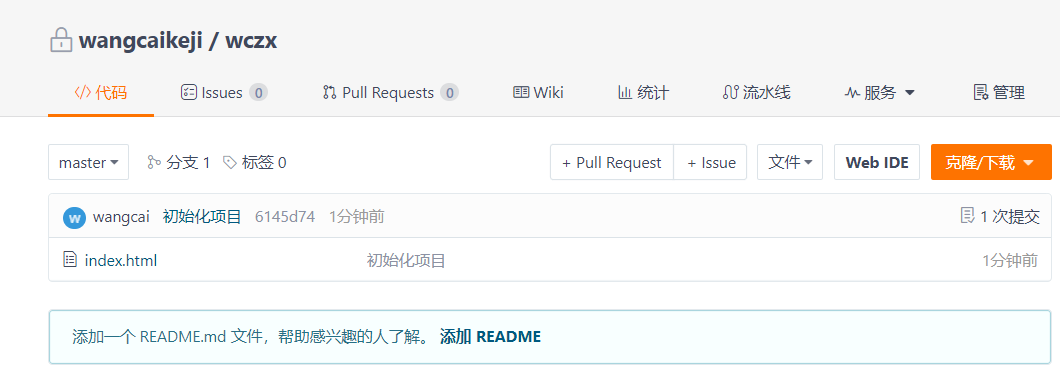 wangcaikeji / wczx
代码 Issues 0 Pull Requests 0 Wiki 统计 流水线 服务 管理
master 分支 1 标签 0 + Pull Request + Issue 文件 Web IDE 克隆/下载
w wangcai 初始化项目 6145d74 1分钟前 1 次提交
index.html 初始化项目 1分钟前
添加一个 README.md 文件，帮助感兴趣的人了解。 添加 README